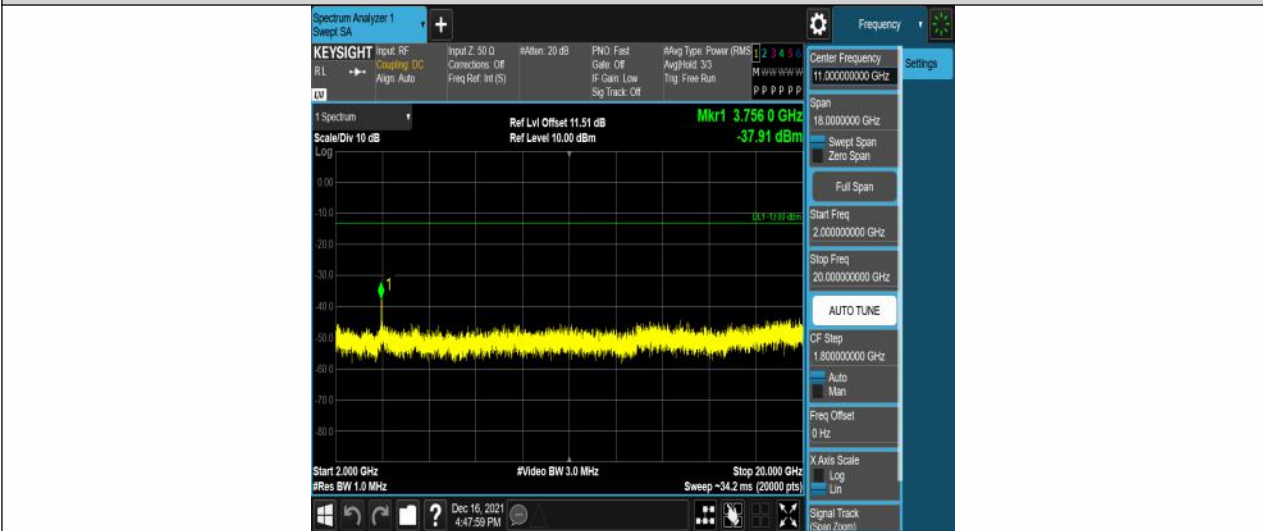 Spectrum Analyzer 1
Swept SA
+
Frequency
KEYSIGHT
RL
LV
Input: RF
Coupling: DC
Align: Auto
Input Z: 50 Ω
Corrections: Off
Freq Ref: Int (S)
#Atten: 20 dB
PNO: Fast
Gate: Off
IF Gain: Low
Sig Track: Off
#Avg Type: Power (RMS
Avg|Hold: 3/3
Trig: Free Run
1 2 3 4 5 6
M W W W W W
P P P P P P
1 Spectrum
Scale/Div 10 dB
Ref Lvl Offset 11.51 dB
Ref Level 10.00 dBm
Mkr1 3.756 0 GHz
-37.91 dBm
Log
0.00
-10.0
-20.0
-30.0
-40.0
-50.0
-60.0
-70.0
-80.0
DL1 -13.00 dBm
1
Start 2.000 GHz
#Res BW 1.0 MHz
#Video BW 3.0 MHz
Stop 20.000 GHz
Sweep ~34.2 ms (20000 pts)
?
Dec 16, 2021
4:47:59 PM
Center Frequency
11.000000000 GHz
Settings
Span
18.0000000 GHz
Swept Span
Zero Span
Full Span
Start Freq
2.000000000 GHz
Stop Freq
20.000000000 GHz
AUTO TUNE
CF Step
1.800000000 GHz
Auto
Man
Freq Offset
0 Hz
X Axis Scale
Log
Lin
Signal Track
(Span Zoom)